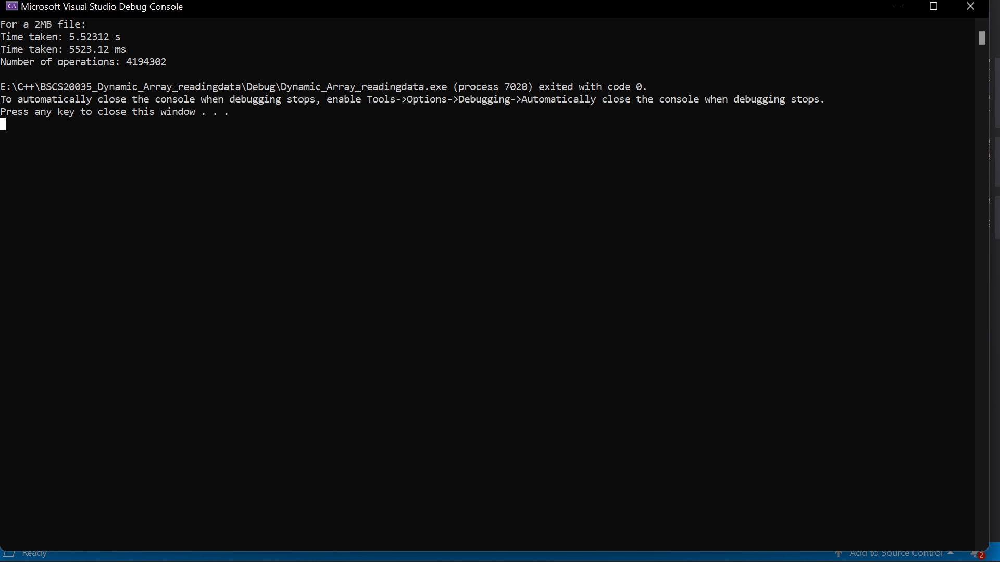 Microsoft Visual Studio Debug Console
For a 2MB file:
Time taken: 5.52312 s
Time taken: 5523.12 ms
Number of operations: 4194302
E:\C++\BSCS20035_Dynamic_Array_readingdata\Debug\Dynamic_Array_readingdata.exe (process 7020) exited with code 0.
To automatically close the console when debugging stops, enable Tools->Options->Debugging->Automatically close the console when debugging stops.
Press any key to close this window . . .
Ready
Add to Source Control
2